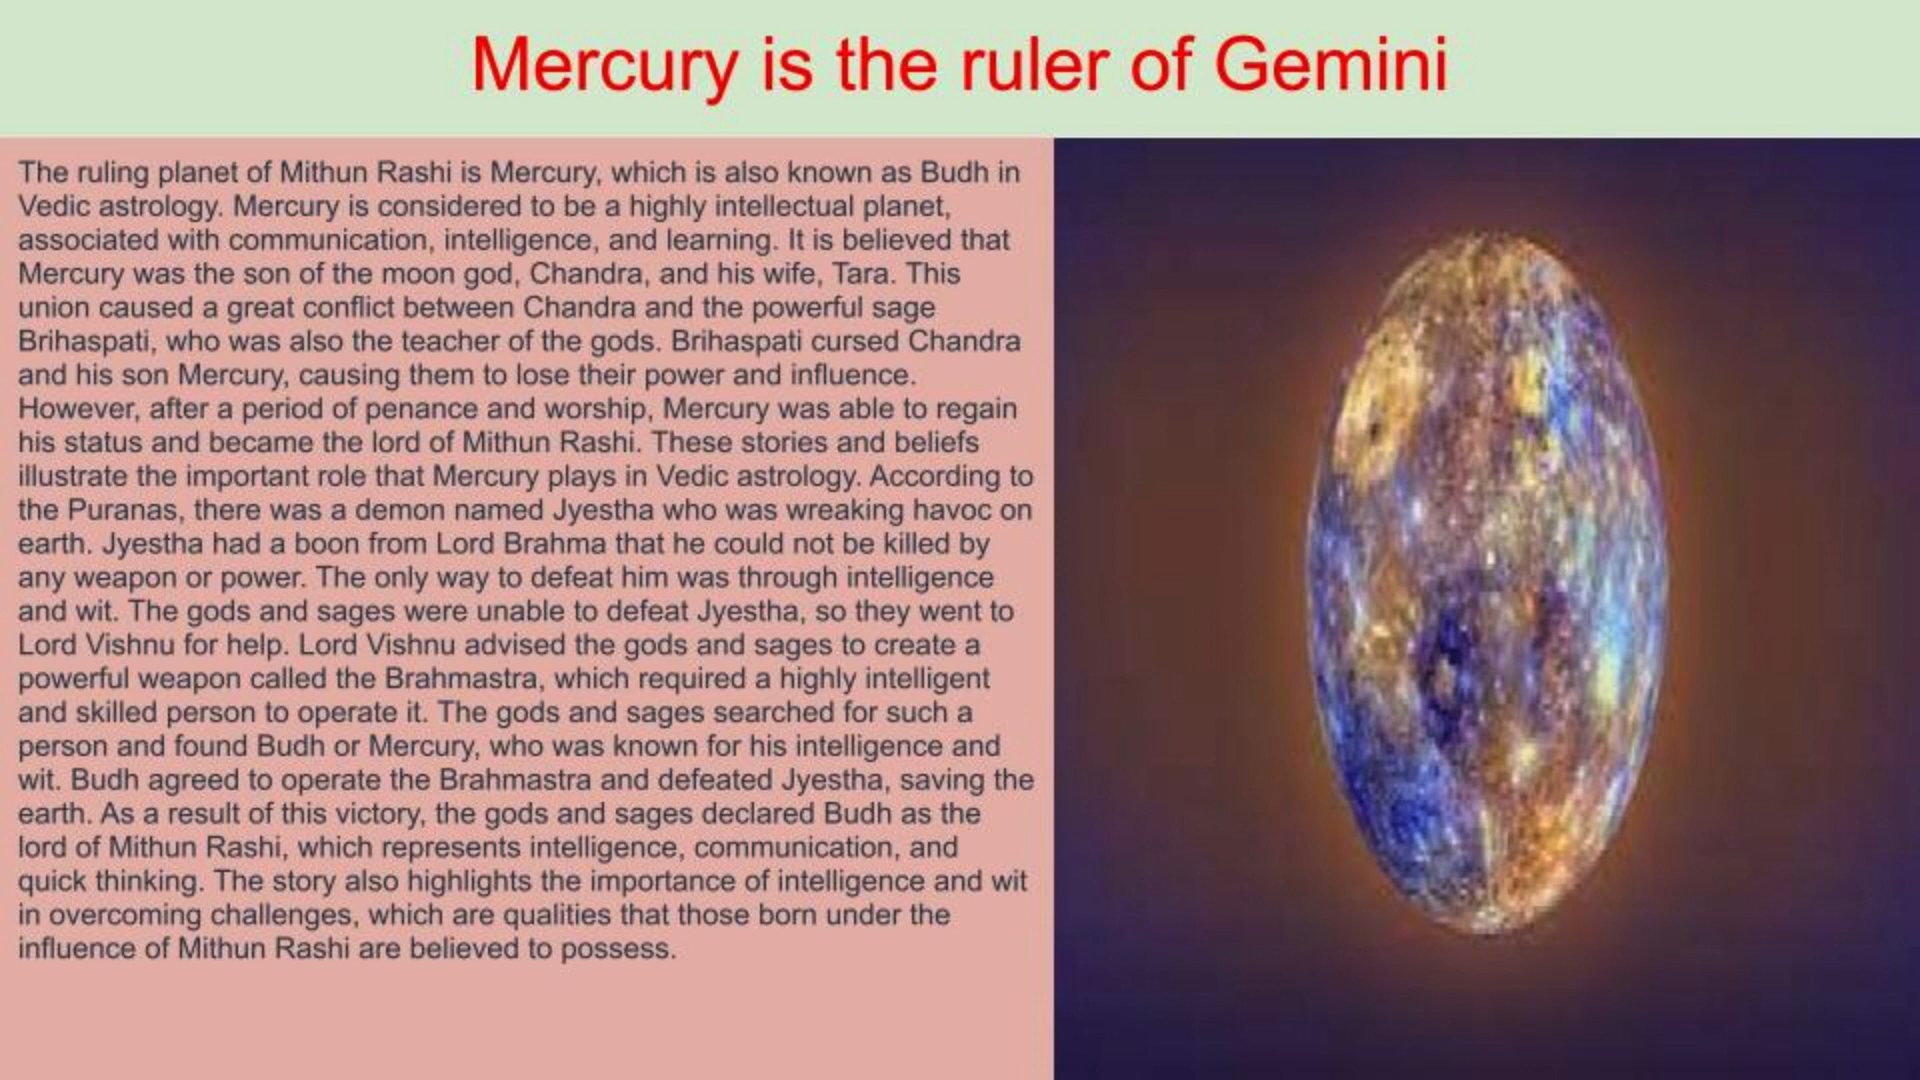 Mercury is the ruler of Gemini
The ruling planet of Mithun Rashi is Mercury, which is also known as Budh in
Vedic astrology. Mercury is considered to be a highly intellectual planet,
associated with communication, intelligence, and learning. It is believed that
Mercury was the son of the moon god, Chandra, and his wife, Tara. This
union caused a great conflict between Chandra and the powerful sage
Brihaspati, who was also the teacher of the gods. Brihaspati cursed Chandra
and his son Mercury, causing them to lose their power and influence.
However, after a period of penance and worship, Mercury was able to regain
his status and became the lord of Mithun Rashi. These stories and beliefs
illustrate the important role that Mercury plays in Vedic astrology. According to
the Puranas, there was a demon named Jyestha who was wreaking havoc on
earth. Jyestha had a boon from Lord Brahma that he could not be killed by
any weapon or power. The only way to defeat him was through intelligence
and wit. The gods and sages were unable to defeat Jyestha, so they went to
Lord Vishnu for help. Lord Vishnu advised the gods and sages to create a
powerful weapon called the Brahmastra, which required a highly intelligent
and skilled person to operate it. The gods and sages searched for such a
person and found Budh or Mercury, who was known for his intelligence and
wit. Budh agreed to operate the Brahmastra and defeated Jyestha, saving the
earth. As a result of this victory, the gods and sages declared Budh as the
lord of Mithun Rashi, which represents intelligence, communication, and
quick thinking. The story also highlights the importance of intelligence and wit
in overcoming challenges, which are qualities that those born under the
influence of Mithun Rashi are believed to possess.